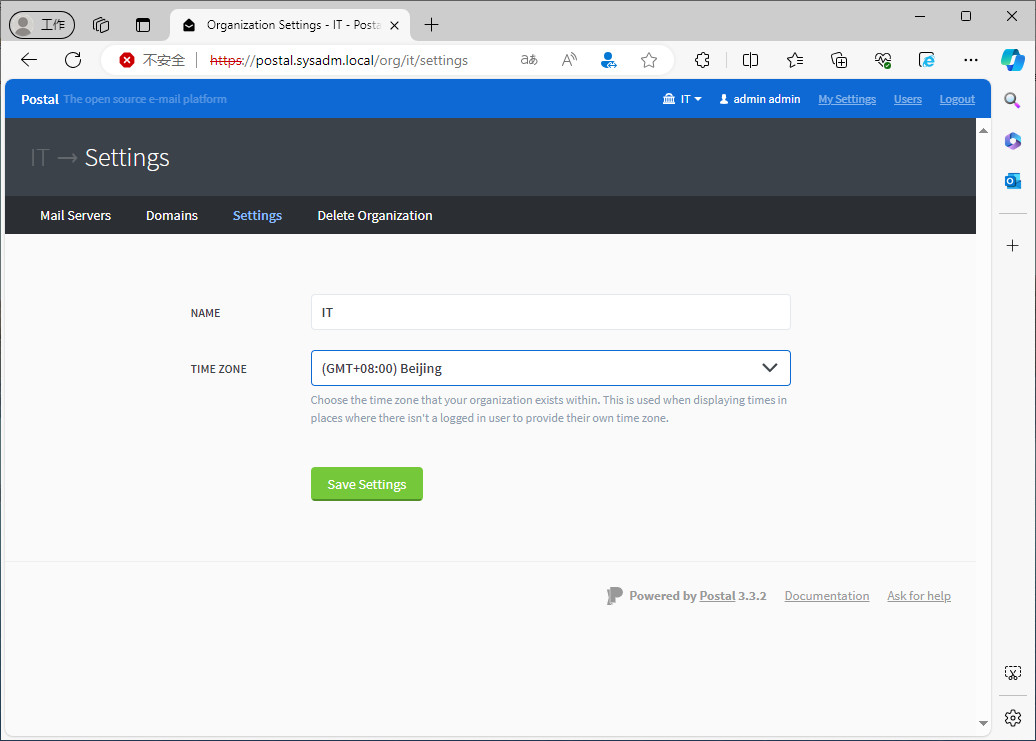 工作
Organization Settings - IT - Posta
不安全
https://postal.sysadm.local/org/it/settings
Postal The open source e-mail platform
IT
admin admin
My Settings
Users
Logout
IT → Settings
Mail Servers
Domains
Settings
Delete Organization
NAME
IT
TIME ZONE
(GMT+08:00) Beijing
Choose the time zone that your organization exists within. This is used when displaying times in
places where there isn't a logged in user to provide their own time zone.
Save Settings
Powered by Postal 3.3.2
Documentation
Ask for help